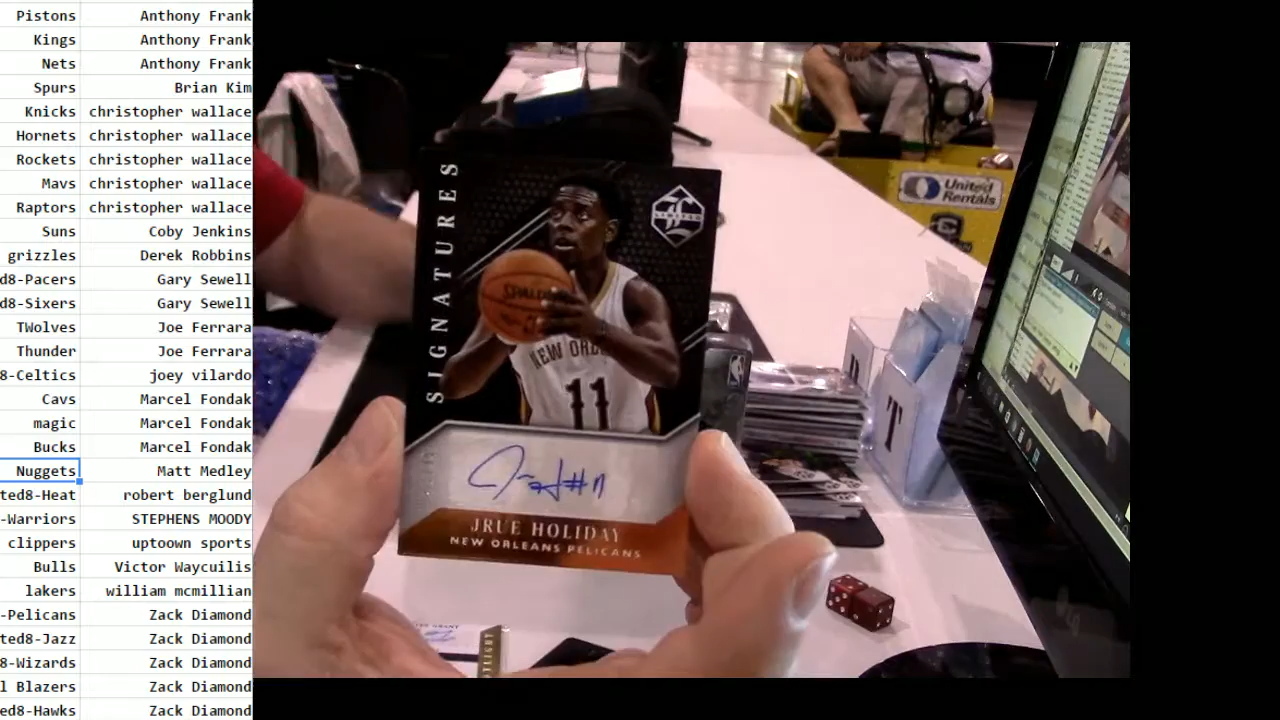 Pistons Anthony Frank
Kings Anthony Frank
Nets Anthony Frank
Spurs Brian Kim
Knicks christopher wallace
Hornets christopher wallace
Rockets christopher wallace
Mavs christopher wallace
Raptors christopher wallace
Suns Coby Jenkins
grizzles Derek Robbins
d8-Pacers Gary Sewell
d8-Sixers Gary Sewell
TWolves Joe Ferrara
Thunder Joe Ferrara
8-Celtics joey vilardo
Cavs Marcel Fondak
magic Marcel Fondak
Bucks Marcel Fondak
Nuggets Matt Medley
ted8-Heat robert berglund
-Warriors STEPHENS MOODY
clippers uptoown sports
Bulls Victor Waycuilis
lakers william mcmillian
-Pelicans Zack Diamond
ted8-Jazz Zack Diamond
8-Wizards Zack Diamond
l Blazers Zack Diamond
ed8-Hawks Zack Diamond
SIGNATURES
LIMITED
SPALDING
NEW ORL
11
JRUE HOLIDAY
NEW ORLEANS PELICANS
United
Rentals
T